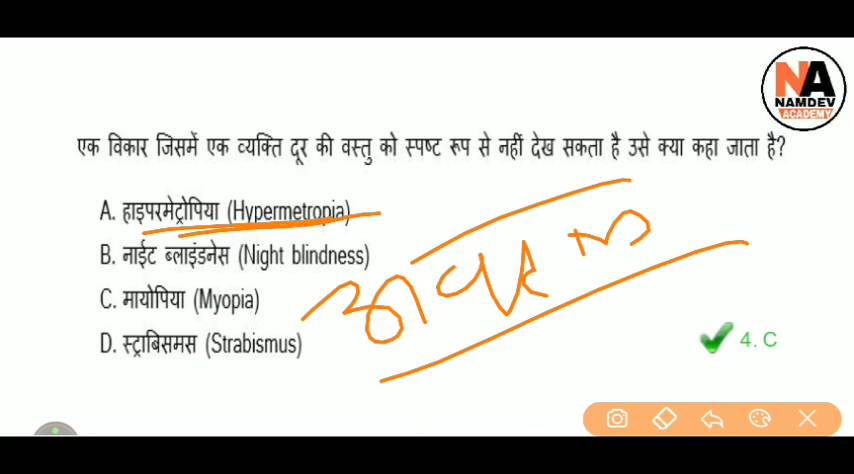 NA
NAMDEV
ACADEMY
एक विकार जिसमें एक व्यक्ति दूर की वस्तु को स्पष्ट रूप से नहीं देख सकता है उसे क्या कहा जाता है?
A. हाइपरमेट्रोपिया (Hypermetropia)
B. नाईट ब्लाइंडनेस (Night blindness)
C. मायोपिया (Myopia)
D. स्ट्राबिसमस (Strabismus)
4. C